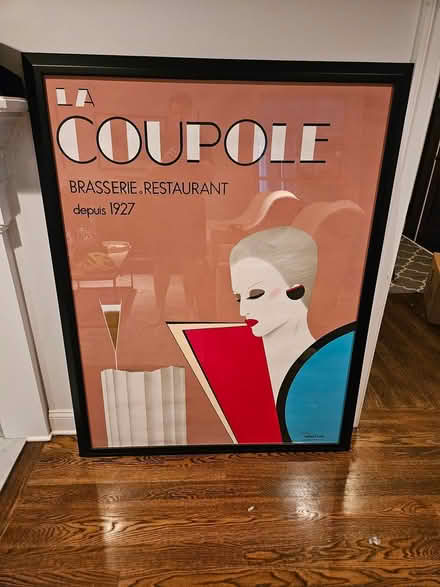 LA
COUPOLE
BRASSERIE.RESTAURANT
depuis 1927